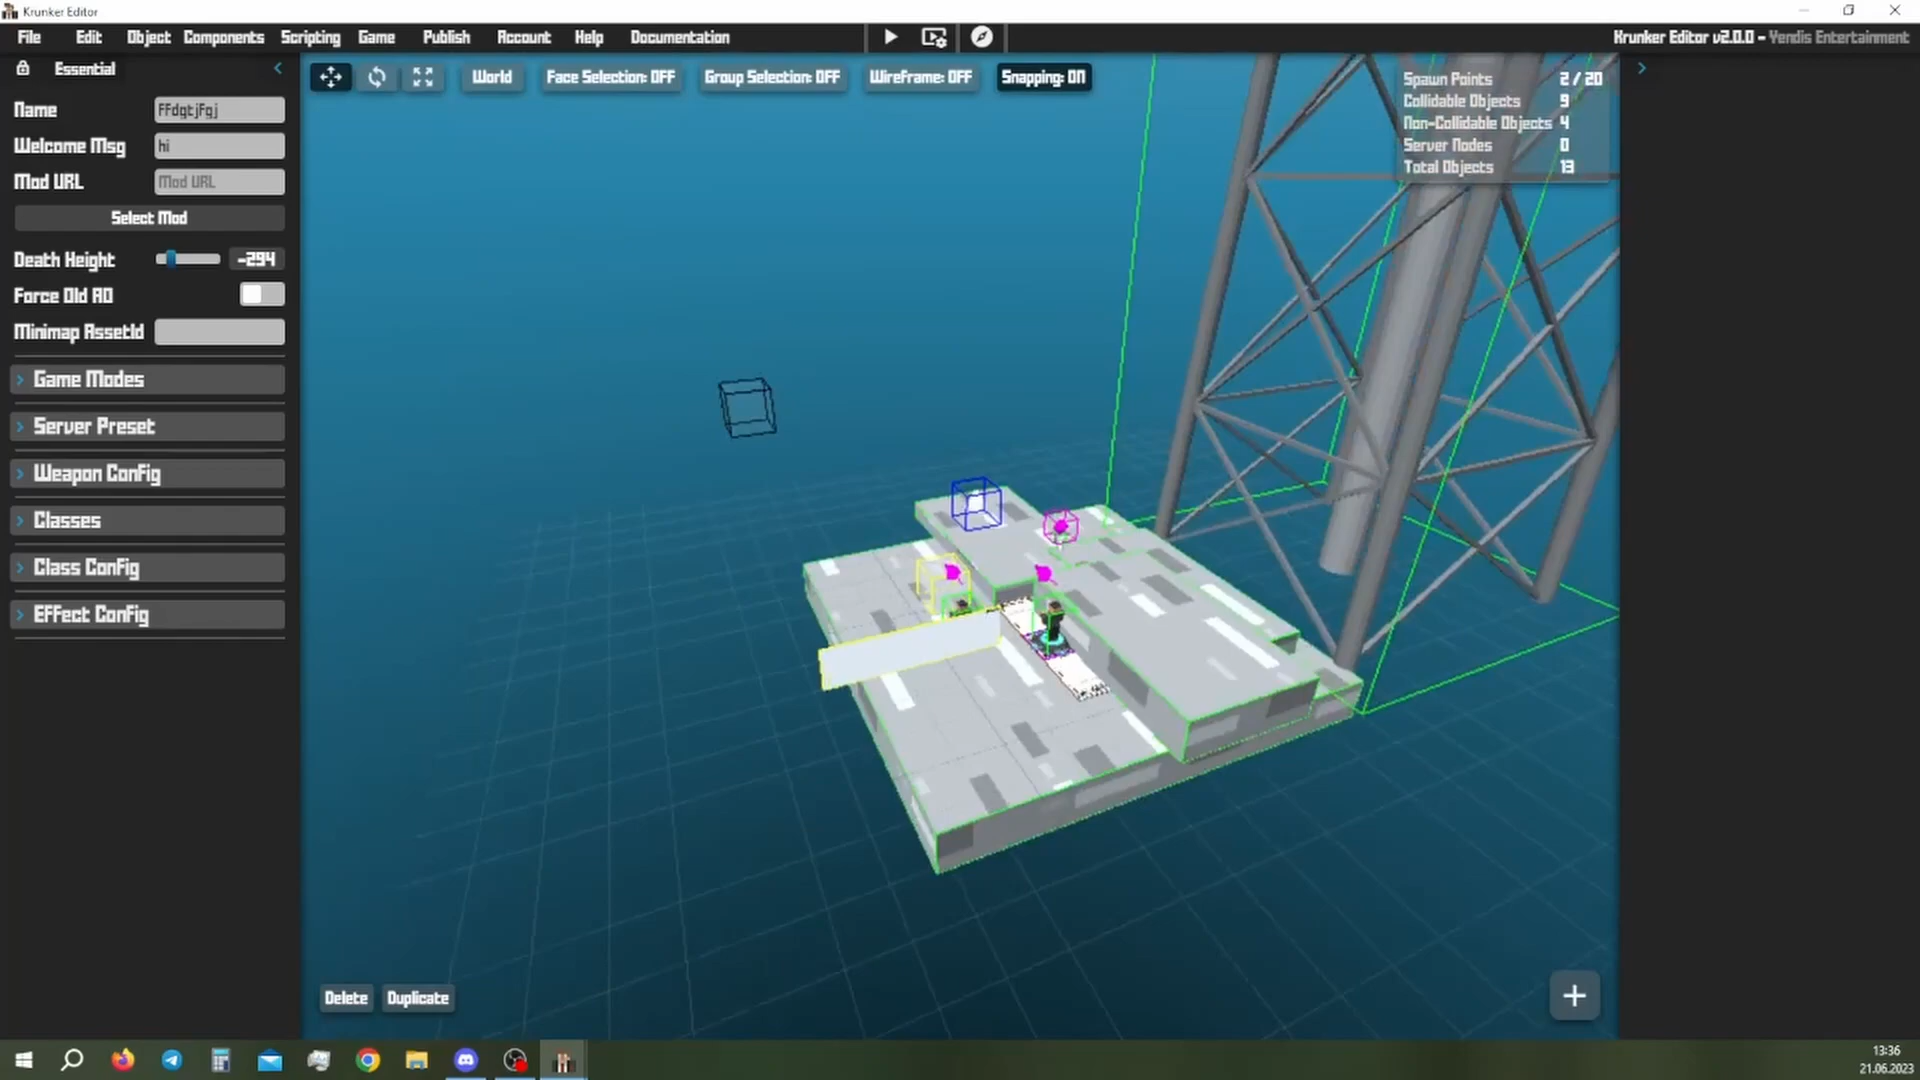 Krunker Editor
File Edit Object Components Scripting Game Publish Account Help Documentation
Krunker Editor v2.0.0 - Yendis Entertainment
Essential
World Face Selection: OFF Group Selection: OFF WireFrame: OFF Snapping: ON
Name FFdgtjFgj
Welcome Msg hi
Mod URL Mod URL
Select Mod
Death Height -294
Force Old AO
Minimap AssetId
Game Modes
Server Preset
Weapon Config
Classes
Class Config
Effect Config
Spawn Points 2 / 20
Collidable Objects 9
Non-Collidable Objects 4
Server Nodes 0
Total Objects 13
Delete Duplicate
13:36
21.06.2023